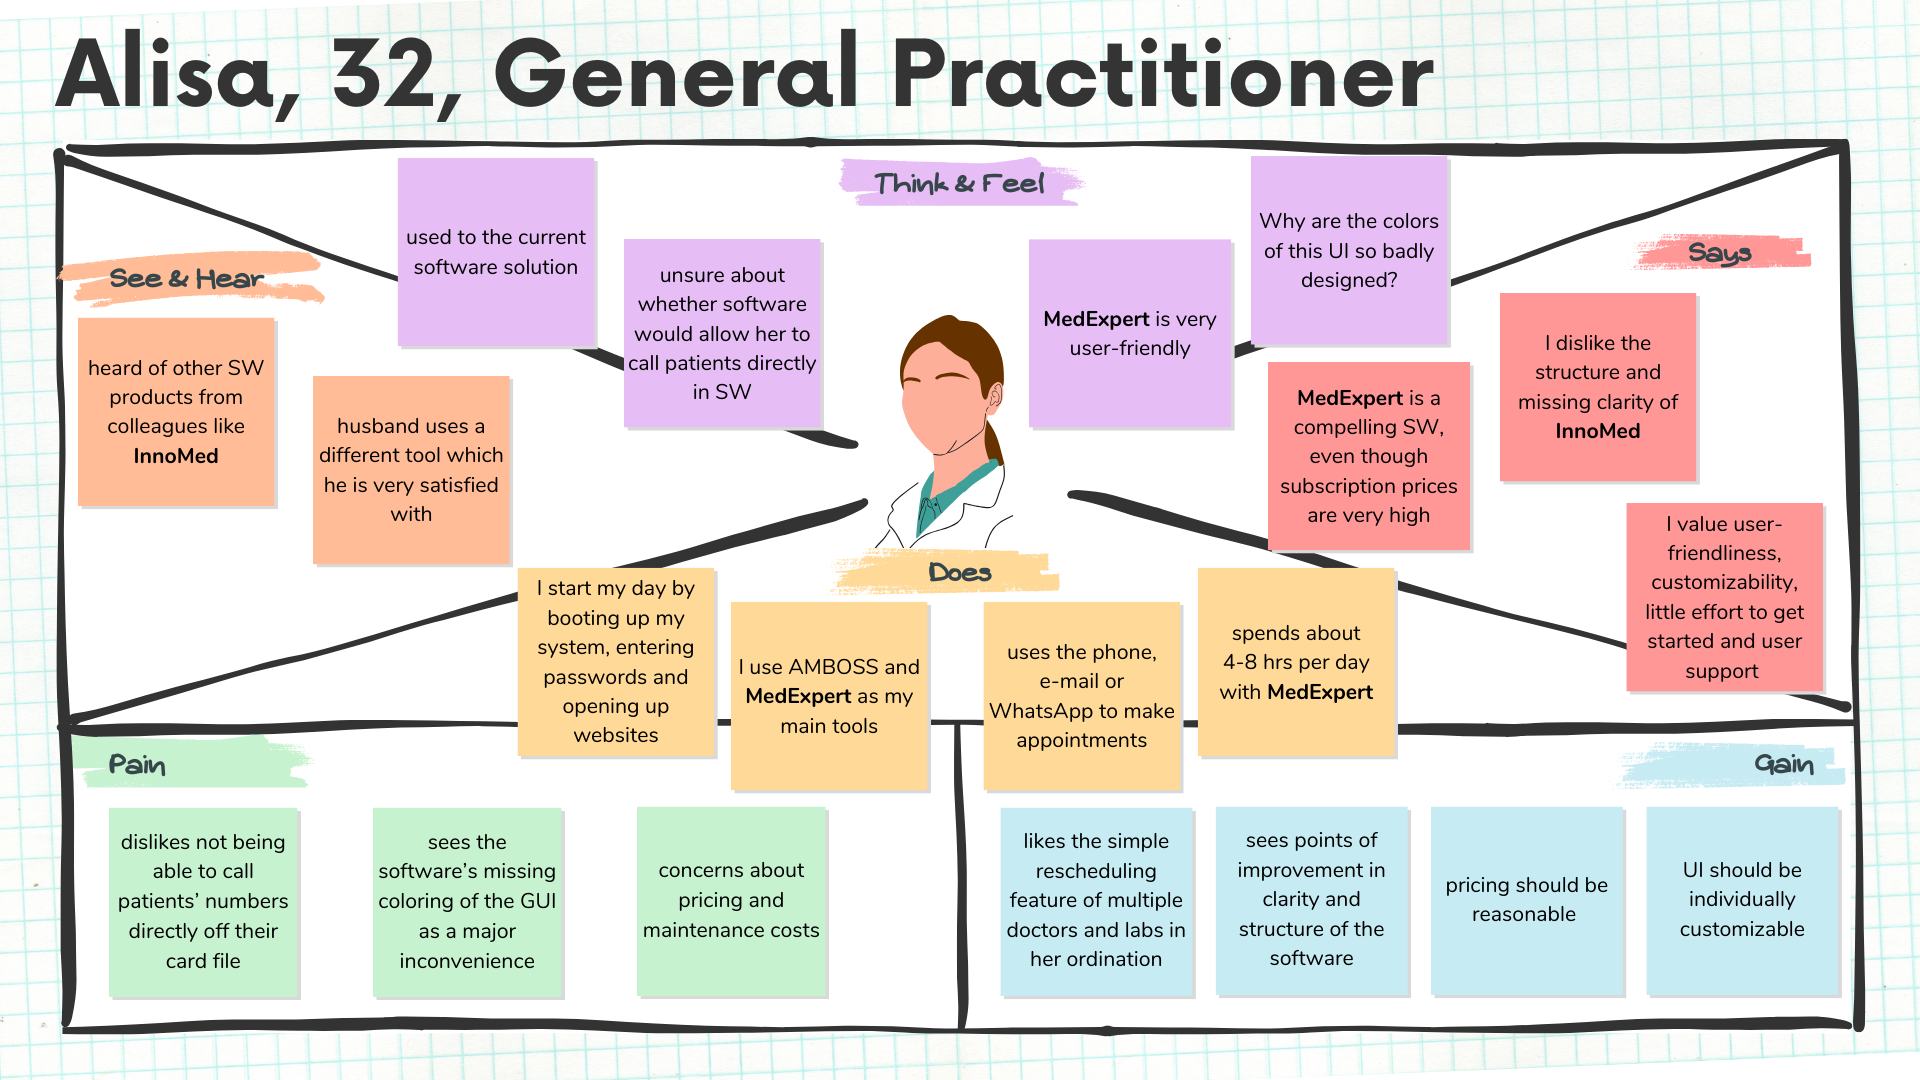 Alisa, 32, General Practitioner
Think & Feel
used to the current
software solution
unsure about
whether software
would allow her to
call patients directly
in SW
MedExpert is very
user-friendly
Why are the colors
of this UI so badly
designed?
See & Hear
heard of other SW
products from
colleagues like
InnoMed
husband uses a
different tool which
he is very satisfied
with
Says
I dislike the
structure and
missing clarity of
InnoMed
MedExpert is a
compelling SW,
even though
subscription prices
are very high
I value user-
friendliness,
customizability,
little effort to get
started and user
support
Does
I start my day by
booting up my
system, entering
passwords and
opening up
websites
I use AMBOSS and
MedExpert as my
main tools
uses the phone,
e-mail or
WhatsApp to make
appointments
spends about
4-8 hrs per day
with MedExpert
Pain
dislikes not being
able to call
patients’ numbers
directly off their
card file
sees the
software’s missing
coloring of the GUI
as a major
inconvenience
concerns about
pricing and
maintenance costs
Gain
likes the simple
rescheduling
feature of multiple
doctors and labs in
her ordination
sees points of
improvement in
clarity and
structure of the
software
pricing should be
reasonable
UI should be
individually
customizable